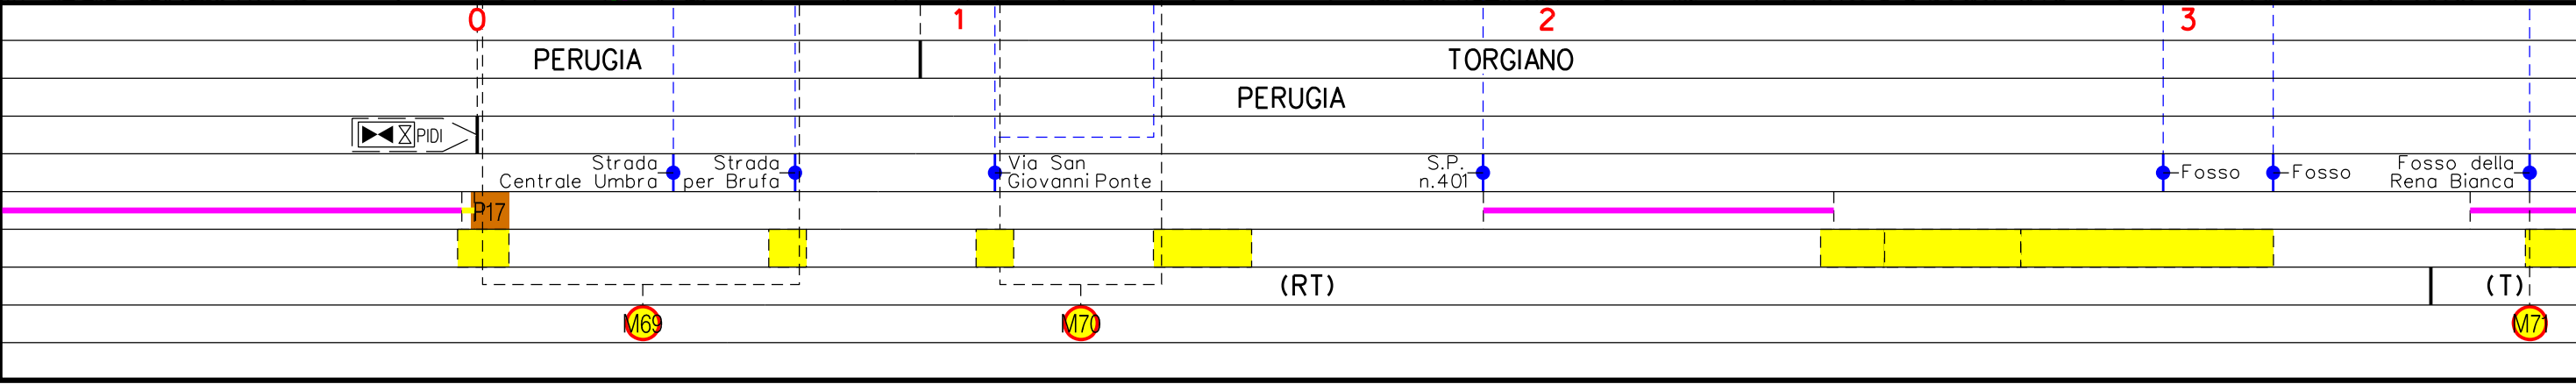 0 1 2 3
PERUGIA TORGIANO
PERUGIA
PIDI
Strada
Centrale Umbra
Strada
per Brufa
Via San
Giovanni Ponte
S.P.
n.401
Fosso
Fosso
Fosso della
Rena Bianca
P17
(RT) (T)
M69 M70 M71